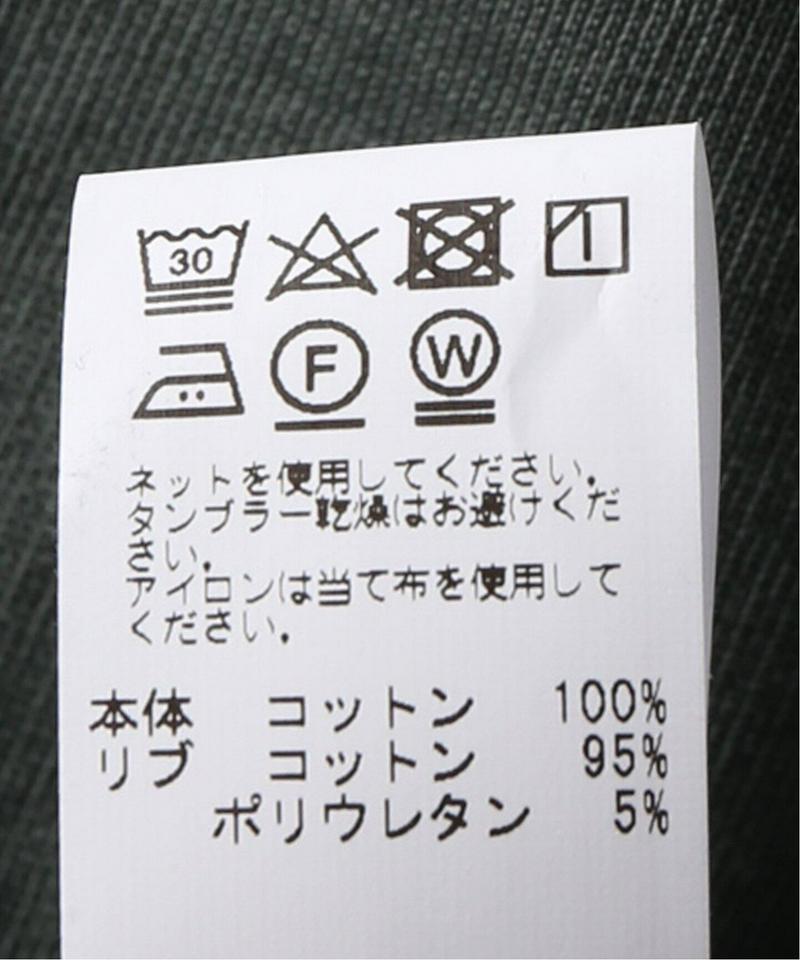 30
F W
ネットを使用してください.
タンブラー乾燥はお避けくだ
さい.
アイロンは当て布を使用して
ください.
本体 コットン 100%
リブ コットン 95%
ポリウレタン 5%